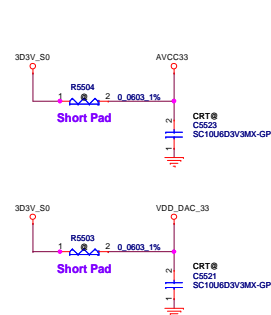 3D3V_S0
AVCC33
R5504
1 @ 2 0_0603_1%
Short Pad
2
CRT@
C5523
SC10U6D3V3MX-GP
1
3D3V_S0
VDD_DAC_33
R5503
1 @ 2 0_0603_1%
Short Pad
2
CRT@
C5521
SC10U6D3V3MX-GP
1